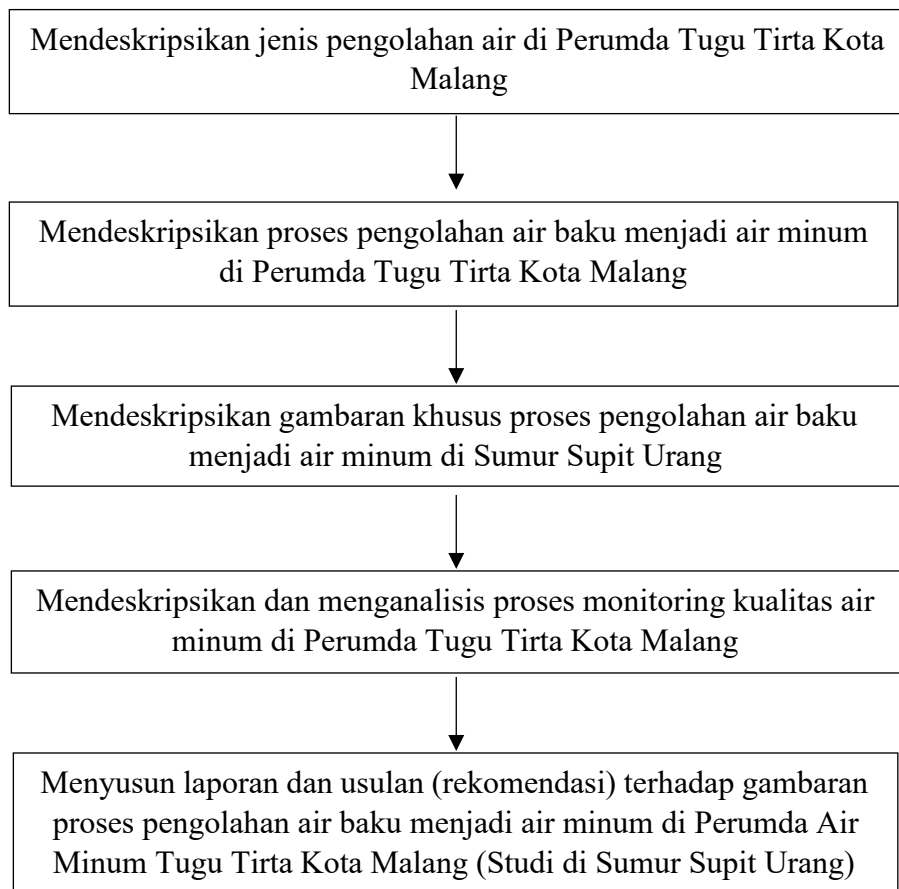 Mendeskripsikan jenis pengolahan air di Perumda Tugu Tirta Kota
Malang
Mendeskripsikan proses pengolahan air baku menjadi air minum
di Perumda Tugu Tirta Kota Malang
Mendeskripsikan gambaran khusus proses pengolahan air baku
menjadi air minum di Sumur Supit Urang
Mendeskripsikan dan menganalisis proses monitoring kualitas air
minum di Perumda Tugu Tirta Kota Malang
Menyusun laporan dan usulan (rekomendasi) terhadap gambaran
proses pengolahan air baku menjadi air minum di Perumda Air
Minum Tugu Tirta Kota Malang (Studi di Sumur Supit Urang)